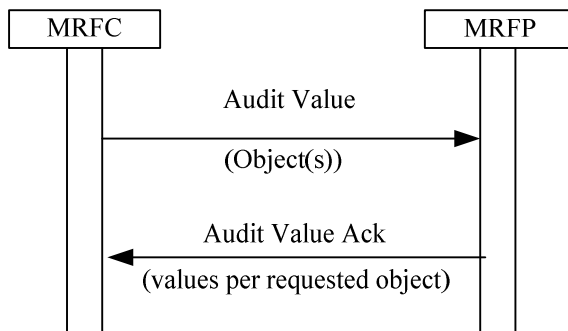 MRFC
MRFP
Audit Value
(Object(s))
Audit Value Ack
(values per requested object)